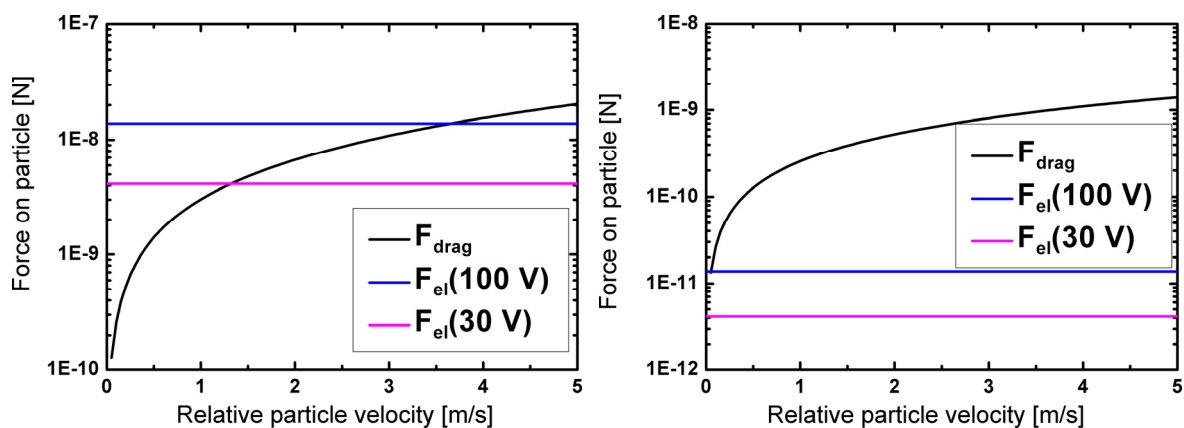 Force on particle [N]
1E-7
1E-8
1E-9
1E-10
0 1 2 3 4 5
Relative particle velocity [m/s]
F_drag
F_el(100 V)
F_el(30 V)
Force on particle [N]
1E-8
1E-9
1E-10
1E-11
1E-12
0 1 2 3 4 5
Relative particle velocity [m/s]
F_drag
F_el(100 V)
F_el(30 V)